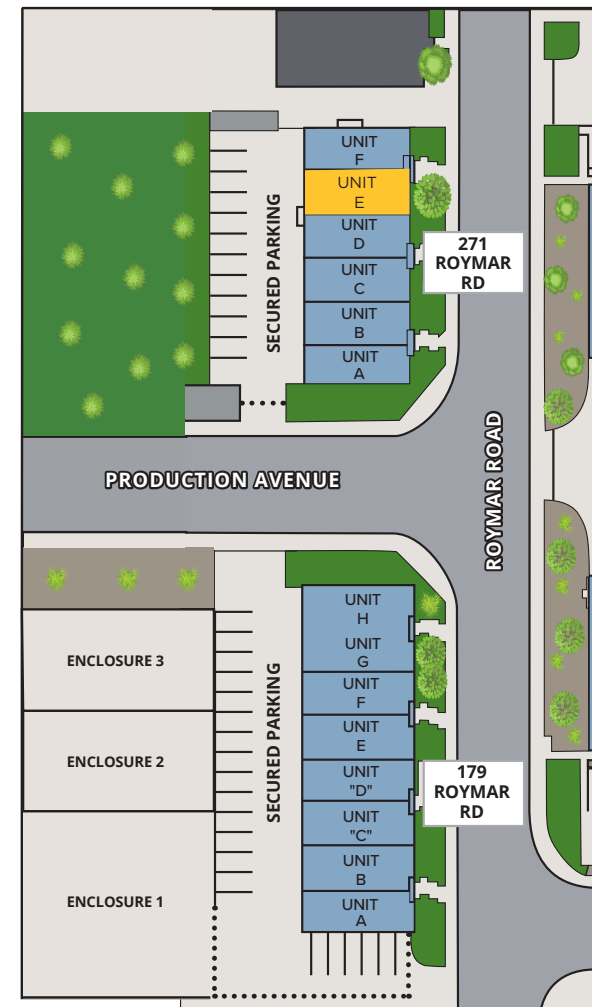 UNIT
F
UNIT
E
UNIT
D
UNIT
C
UNIT
B
UNIT
A
SECURED PARKING
271
ROYMAR
RD
PRODUCTION AVENUE
ROYMAR ROAD
UNIT
H
UNIT
G
UNIT
F
UNIT
E
UNIT
"D"
UNIT
"C"
UNIT
B
UNIT
A
SECURED PARKING
179
ROYMAR
RD
ENCLOSURE 3
ENCLOSURE 2
ENCLOSURE 1